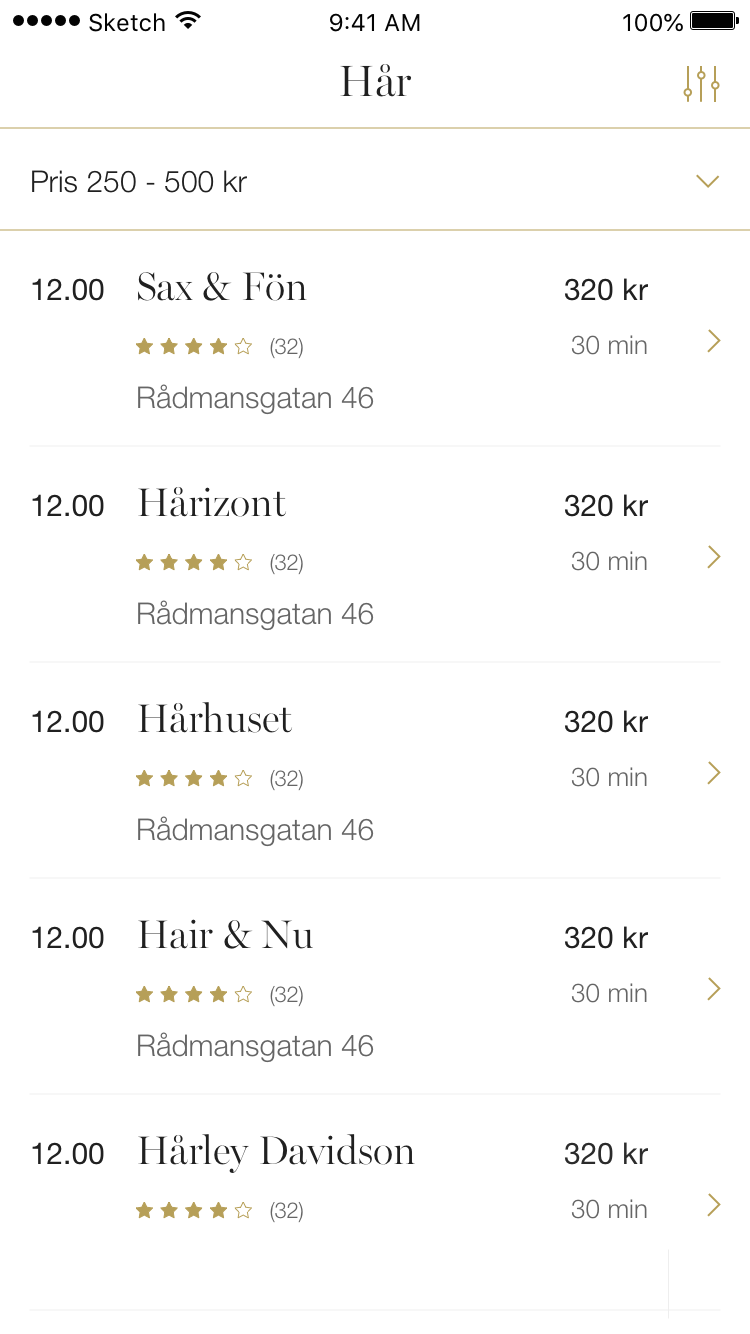 Sketch 9:41 AM 100%
Hår
Pris 250 - 500 kr
12.00 Sax & Fön 320 kr
(32) 30 min
Rådmansgatan 46
12.00 Hårizont 320 kr
(32) 30 min
Rådmansgatan 46
12.00 Hårhuset 320 kr
(32) 30 min
Rådmansgatan 46
12.00 Hair & Nu 320 kr
(32) 30 min
Rådmansgatan 46
12.00 Hårley Davidson 320 kr
(32) 30 min